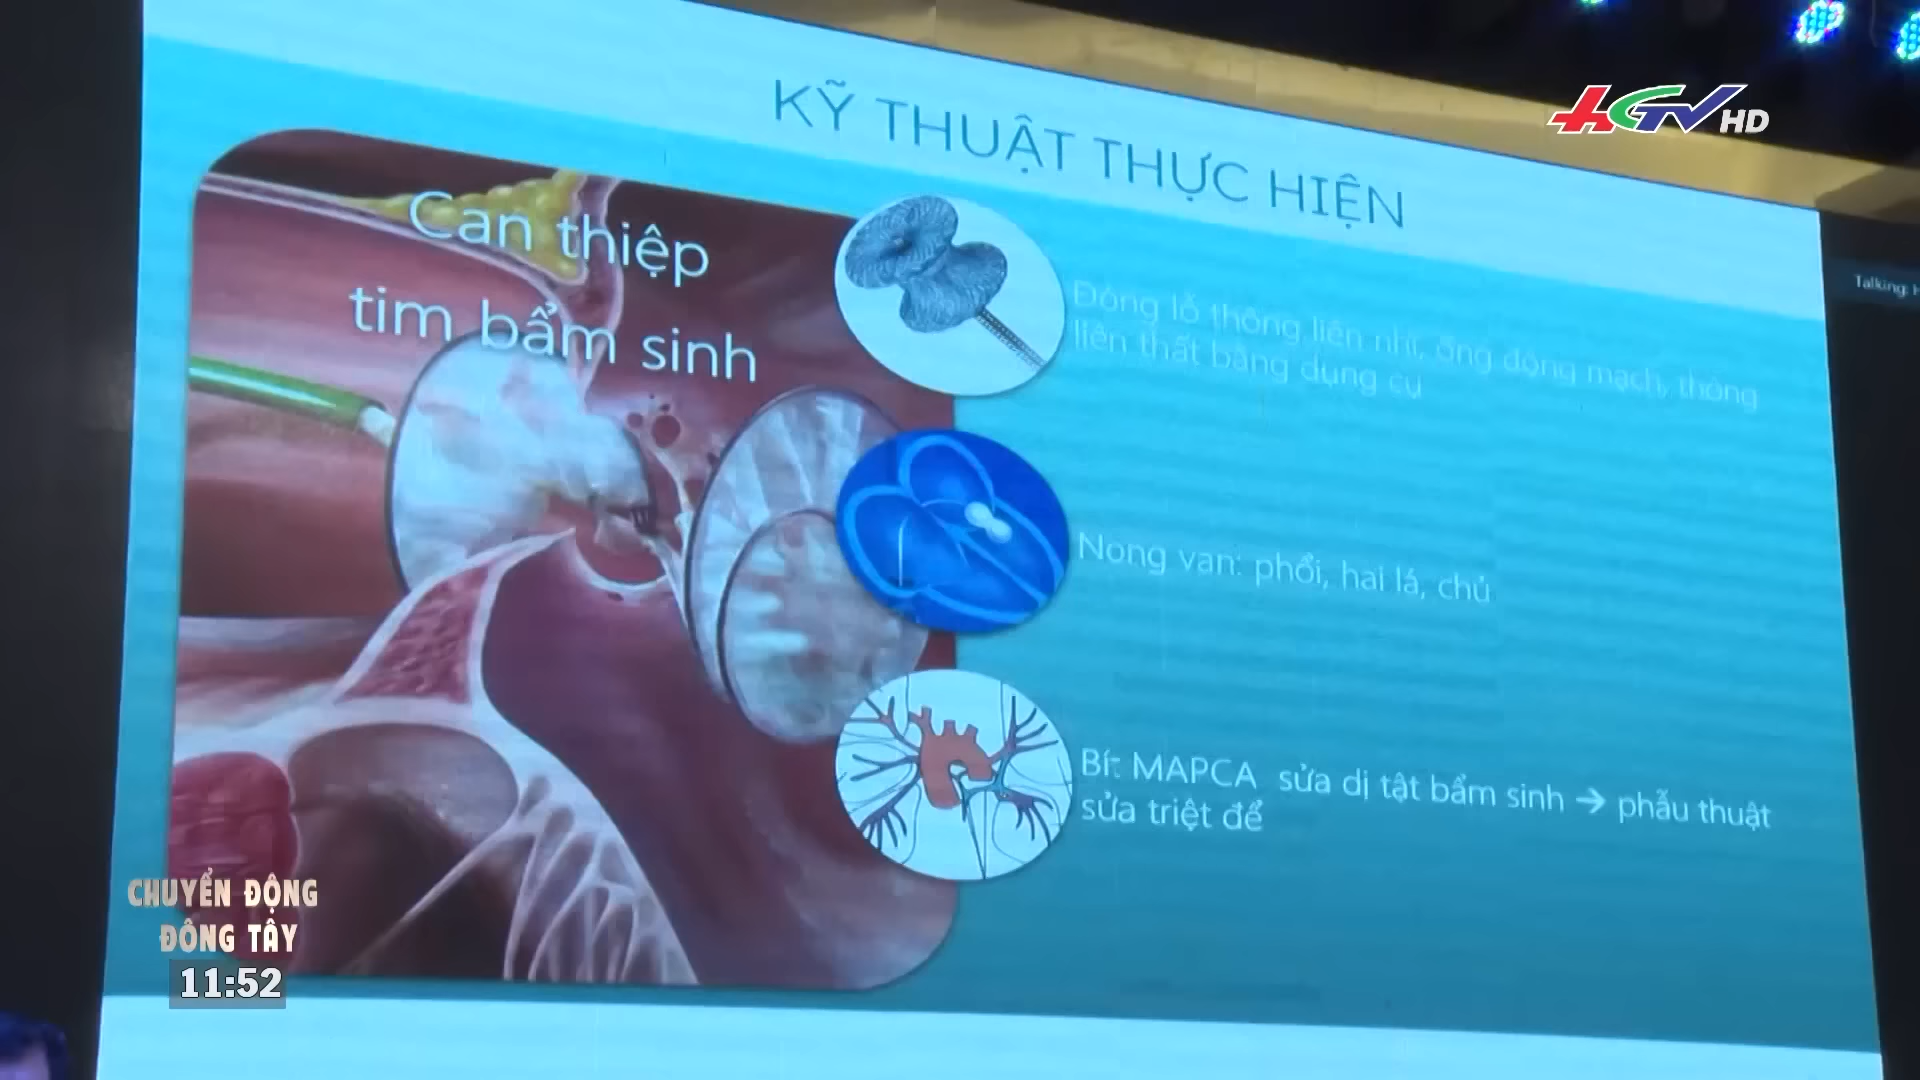 HGTV HD
KỸ THUẬT THỰC HIỆN
Talking: H
Can thiệp
tim bẩm sinh
Đóng lỗ thông liên nhĩ, ống động mạch, thông
liên thất bằng dụng cụ
Nong van: phổi, hai lá, chủ
Bít MAPCA sửa dị tật bẩm sinh → phẫu thuật
sửa triệt để
CHUYỂN ĐỘNG
ĐÔNG TÂY
11:52